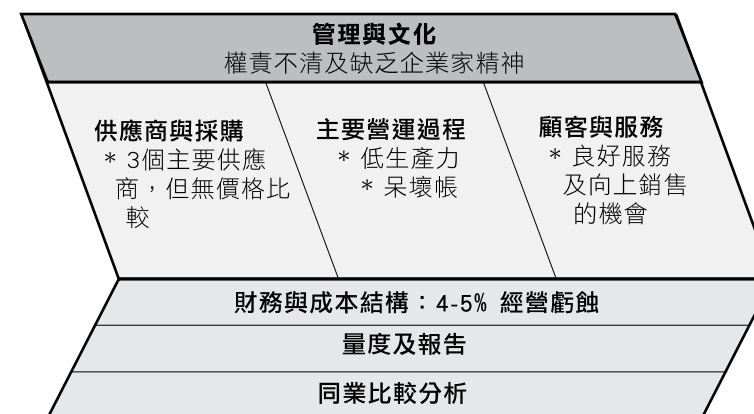 管理與文化
權責不清及缺乏企業家精神
供應商與採購
* 3個主要供應
商，但無價格比
較
主要營運過程
* 低生產力
* 呆壞帳
顧客與服務
* 良好服務
及向上銷售
的機會
財務與成本結構：4-5% 經營虧蝕
量度及報告
同業比較分析